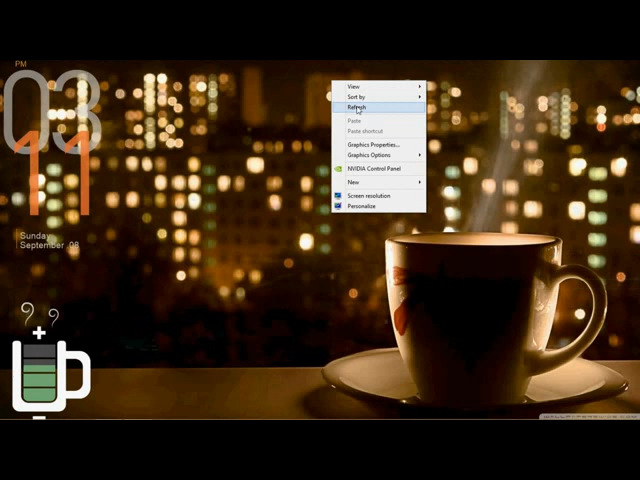 PM
03
11
Sunday
September .08
View
Sort by
Refresh
Paste
Paste shortcut
Graphics Properties...
Graphics Options
NVIDIA Control Panel
New
Screen resolution
Personalize